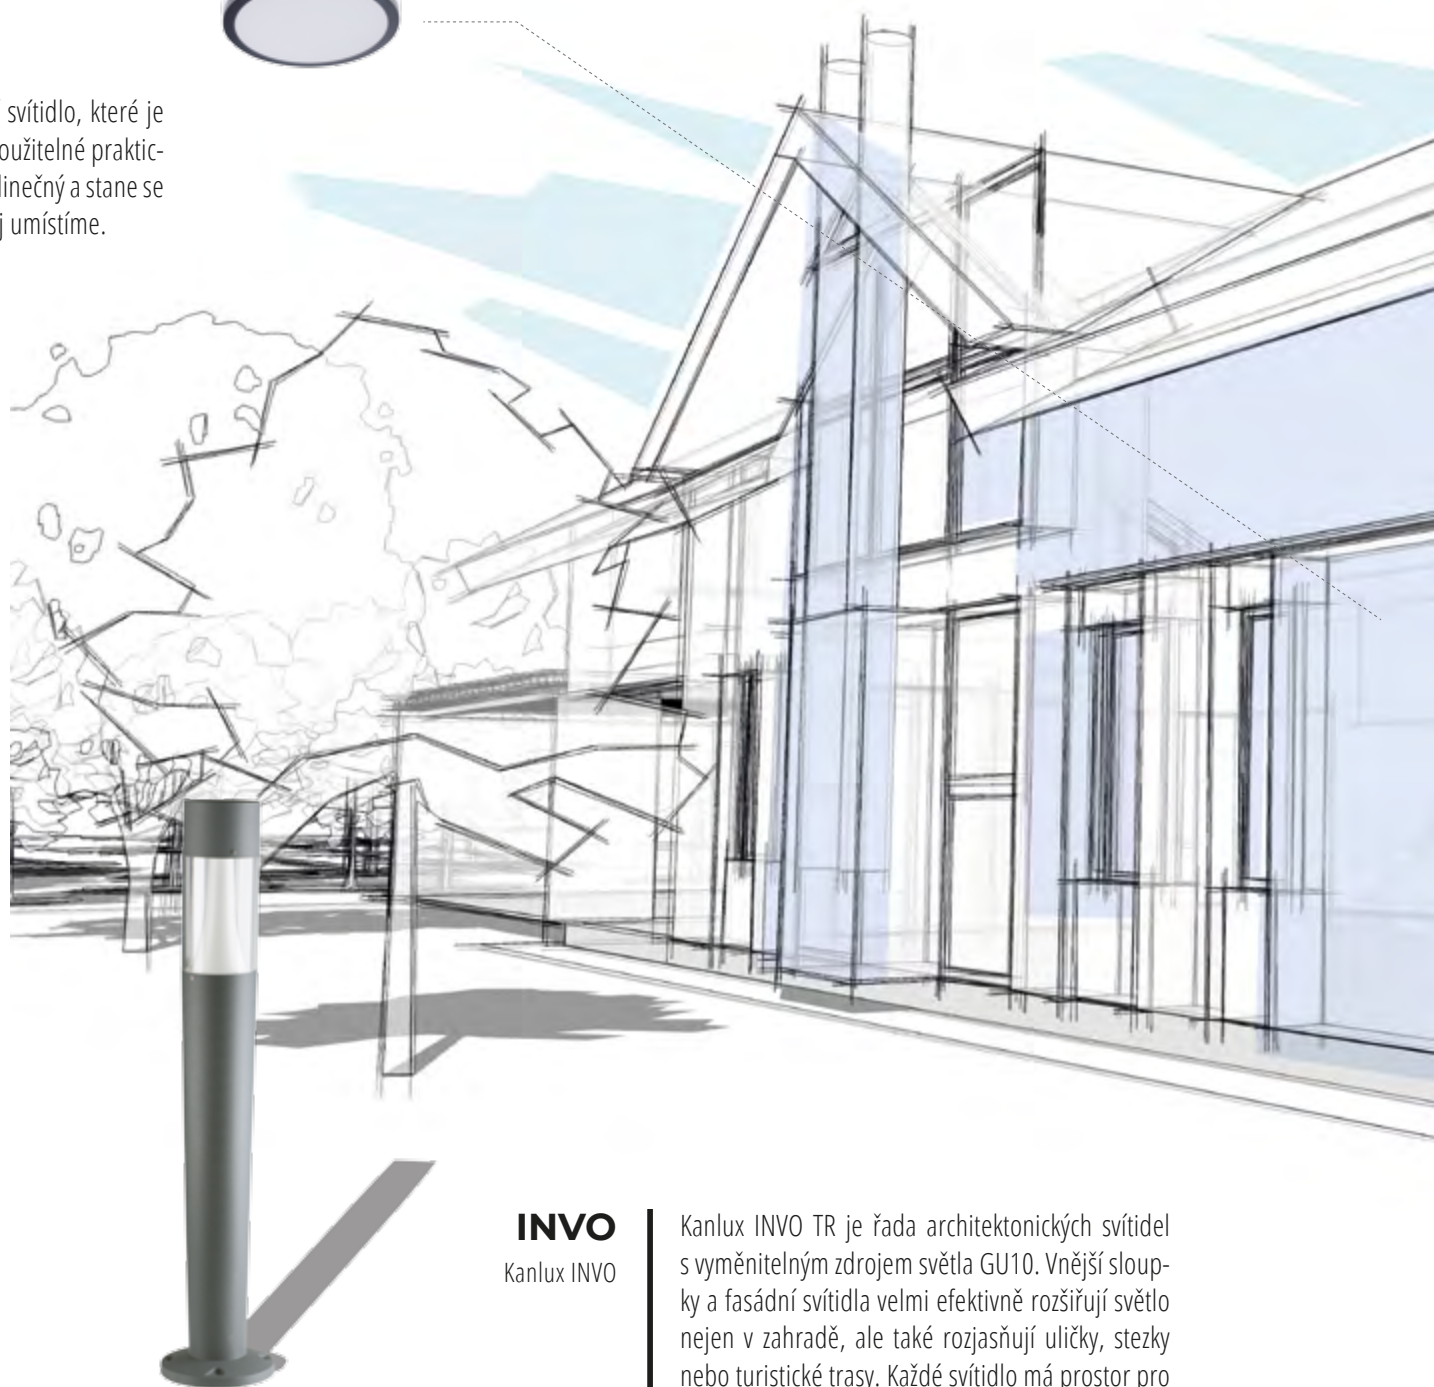 svítidlo, které je
oužitelné praktic-
linečný a stane se
j umístíme.
INVO
Kanlux INVO
Kanlux INVO TR je řada architektonických svítidel
s vyměnitelným zdrojem světla GU10. Vnější sloup-
ky a fasádní svítidla velmi efektivně rozšiřují světlo
nejen v zahradě, ale také rozjasňují uličky, stezky
nebo turistické trasy. Každé svítidlo má prostor pro